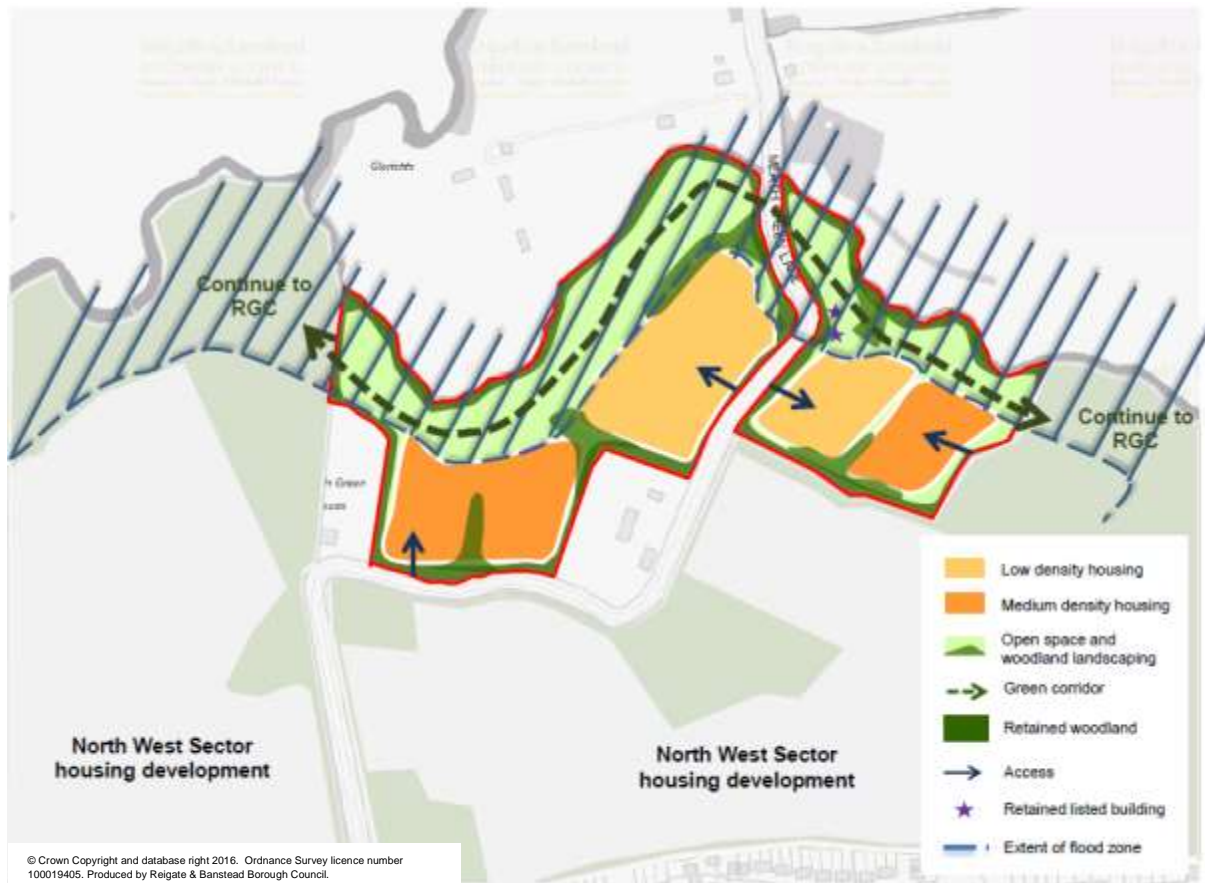 Continue to
RGC
Continue to
RGC
Green
North West Sector
housing development
North West Sector
housing development
Low density housing
Medium density housing
Open space and
woodland landscaping
Green corridor
Retained woodland
Access
Retained listed building
Extent of flood zone
© Crown Copyright and database right 2016. Ordnance Survey licence number
100019405. Produced by Reigate & Banstead Borough Council.